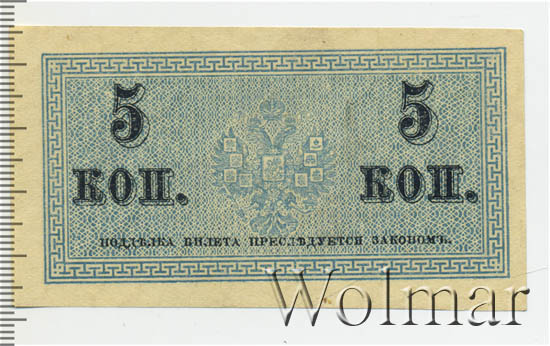 5 5
КОП. КОП.
ПОДДѢЛКА БИЛЕТА ПРЕСЛѢДУЕТСЯ ЗАКОНОМЪ.
Wolmar